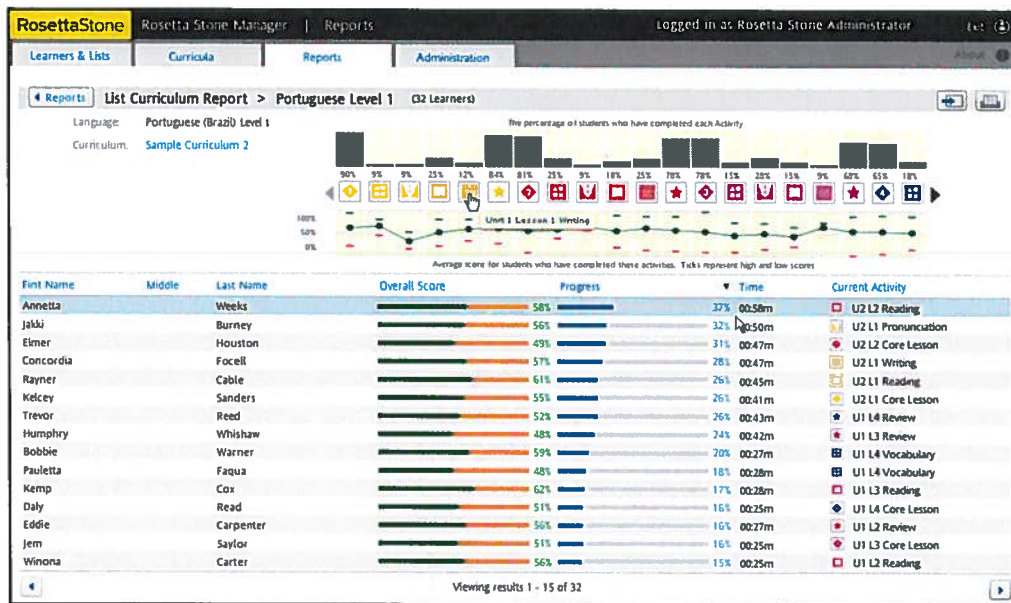 RosettaStone Rosetta Stone Manager | Reports Logged in as Rosetta Stone Administrator Exit
Learners & Lists Curricula Reports Administration About
Reports List Curriculum Report > Portuguese Level 1 (32 Learners)
Language: Portuguese (Brazil) Level 1
Curriculum: Sample Curriculum 2
The percentage of students who have completed each Activity
90% 9% 9% 25% 12% 84% 81% 25% 9% 18% 25% 78% 78% 15% 28% 15% 9% 68% 65% 18%
Unit 1 Lesson 1 Writing
100%
50%
0%
Average score for students who have completed these activities. Ticks represent high and low scores
First Name Middle Last Name Overall Score Progress Time Current Activity
Annetta Weeks 58% 37% 00:58m U2 L2 Reading
Jakki Burney 56% 32% 00:50m U2 L1 Pronunciation
Elmer Houston 49% 31% 00:47m U2 L2 Core Lesson
Concordia Focell 57% 28% 00:47m U2 L1 Writing
Rayner Cable 61% 26% 00:45m U2 L1 Reading
Kelcey Sanders 55% 26% 00:41m U2 L1 Core Lesson
Trevor Reed 52% 26% 00:43m U1 L4 Review
Humphry Whishaw 48% 24% 00:42m U1 L3 Review
Bobbie Warner 59% 20% 00:27m U1 L4 Vocabulary
Pauletta Faqua 48% 18% 00:28m U1 L4 Vocabulary
Kemp Cox 62% 17% 00:28m U1 L3 Reading
Daly Read 51% 16% 00:25m U1 L4 Core Lesson
Eddie Carpenter 56% 16% 00:27m U1 L2 Review
Jem Saylor 51% 16% 00:25m U1 L3 Core Lesson
Winona Carter 56% 15% 00:25m U1 L2 Reading
Viewing results 1 - 15 of 32